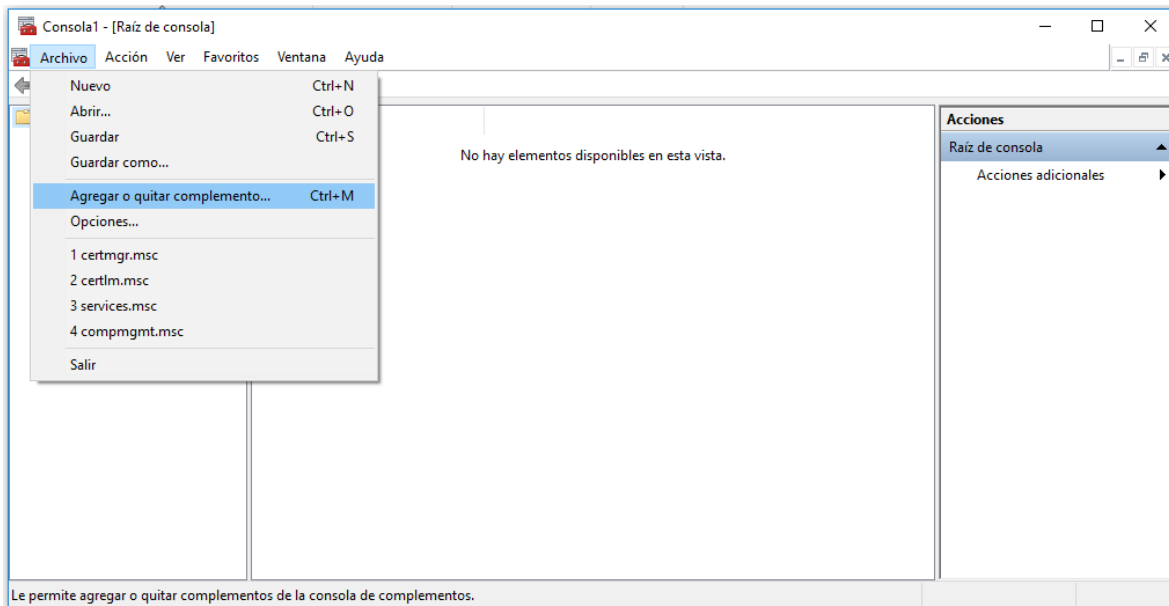 Consola1 - [Raíz de consola]
Archivo Acción Ver Favoritos Ventana Ayuda
Nuevo Ctrl+N
Abrir... Ctrl+O
Guardar Ctrl+S
Guardar como...
Agregar o quitar complemento... Ctrl+M
Opciones...
1 certmgr.msc
2 certlm.msc
3 services.msc
4 compmgmt.msc
Salir
No hay elementos disponibles en esta vista.
Acciones
Raíz de consola
Acciones adicionales
Le permite agregar o quitar complementos de la consola de complementos.